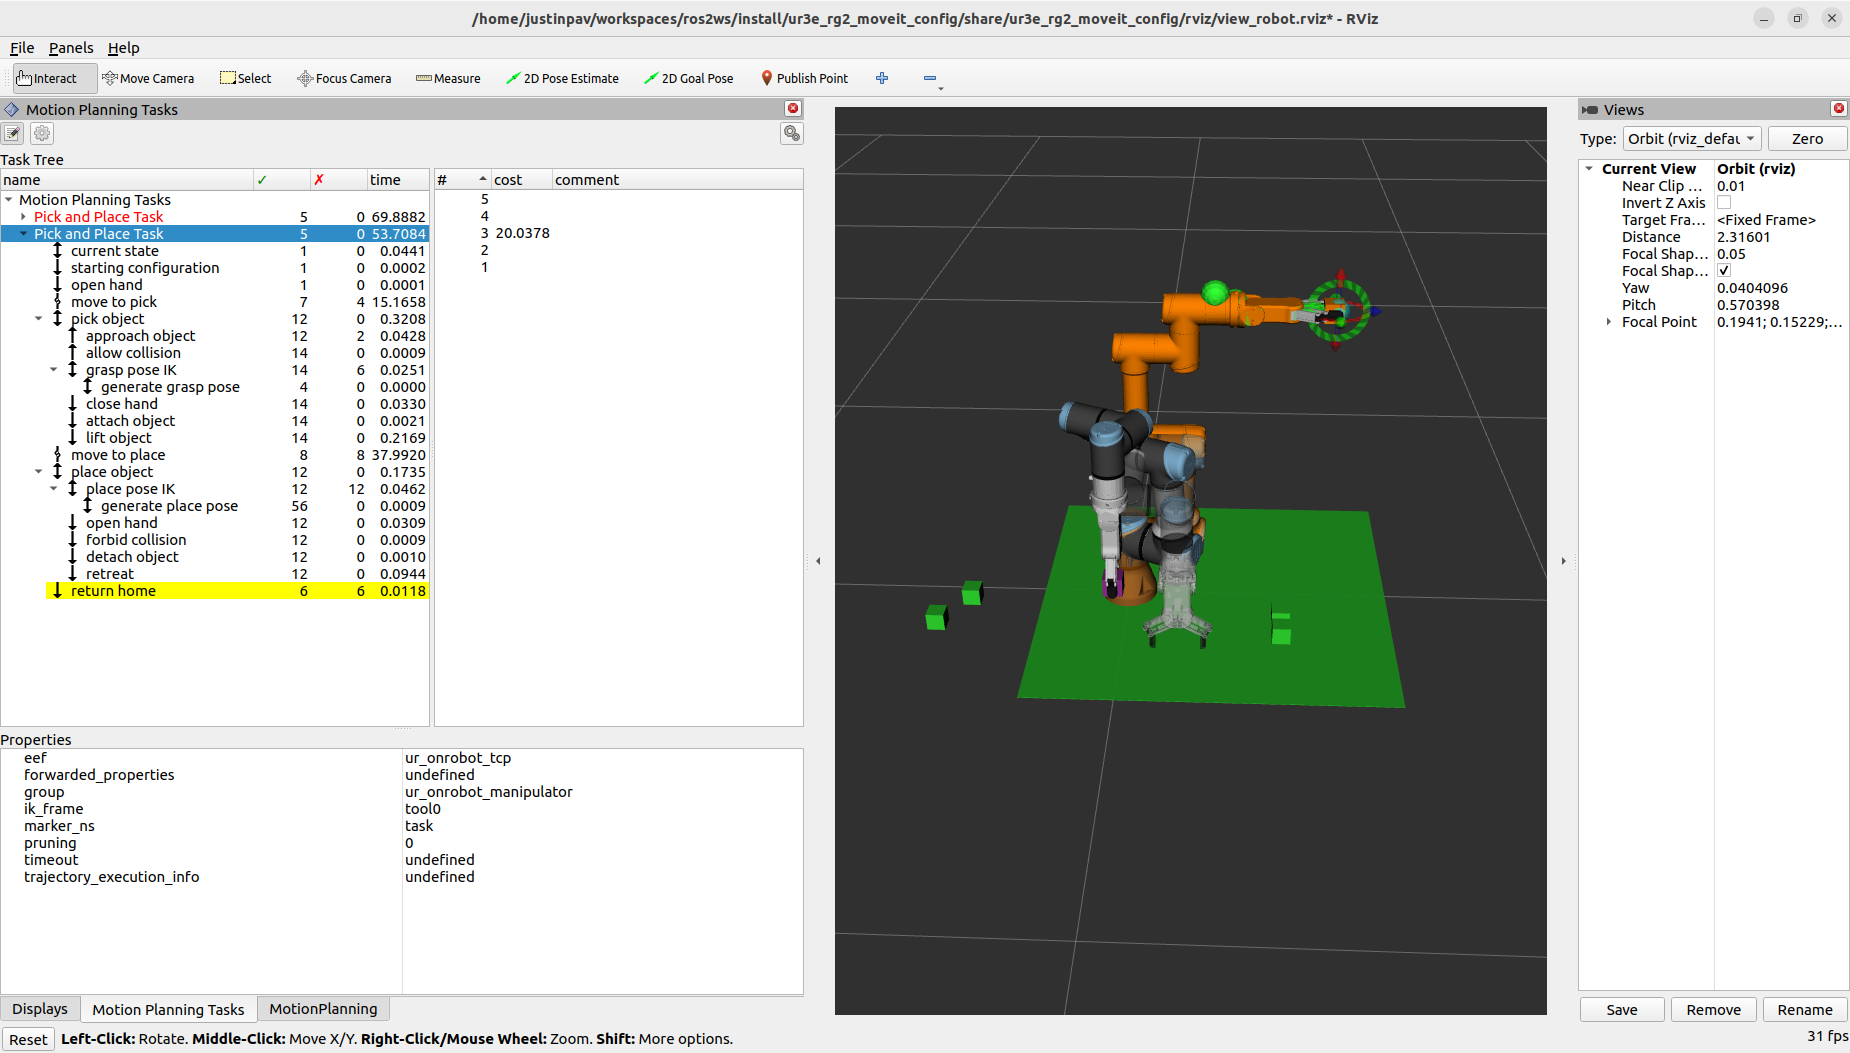 /home/justinpav/workspaces/ros2ws/install/ur3e_rg2_moveit_config/share/ur3e_rg2_moveit_config/rviz/view_robot.rviz* - RViz
File Panels Help
Interact Move Camera Select Focus Camera Measure 2D Pose Estimate 2D Goal Pose Publish Point
Motion Planning Tasks
Task Tree
name ✓ ✗ time
Motion Planning Tasks
Pick and Place Task 5 0 69.8882
Pick and Place Task 5 0 53.7084
current state 1 0 0.0441
starting configuration 1 0 0.0002
open hand 1 0 0.0001
move to pick 7 4 15.1658
pick object 12 0 0.3208
approach object 12 2 0.0428
allow collision 14 0 0.0009
grasp pose IK 14 6 0.0251
generate grasp pose 4 0 0.0000
close hand 14 0 0.0330
attach object 14 0 0.0021
lift object 14 0 0.2169
move to place 8 8 37.9920
place object 12 0 0.1735
place pose IK 12 12 0.0462
generate place pose 56 0 0.0009
open hand 12 0 0.0309
forbid collision 12 0 0.0009
detach object 12 0 0.0010
retreat 12 0 0.0944
return home 6 6 0.0118
# cost comment
5
4
3 20.0378
2
1
Properties
eef ur_onrobot_tcp
forwarded_properties undefined
group ur_onrobot_manipulator
ik_frame tool0
marker_ns task
pruning 0
timeout undefined
trajectory_execution_info undefined
Displays Motion Planning Tasks MotionPlanning
Views
Type: Orbit (rviz_defau Zero
Current View Orbit (rviz)
Near Clip ... 0.01
Invert Z Axis
Target Fra... <Fixed Frame>
Distance 2.31601
Focal Shap... 0.05
Focal Shap... ✓
Yaw 0.0404096
Pitch 0.570398
Focal Point 0.1941; 0.15229;...
Save Remove Rename
Reset Left-Click: Rotate. Middle-Click: Move X/Y. Right-Click/Mouse Wheel: Zoom. Shift: More options.
31 fps